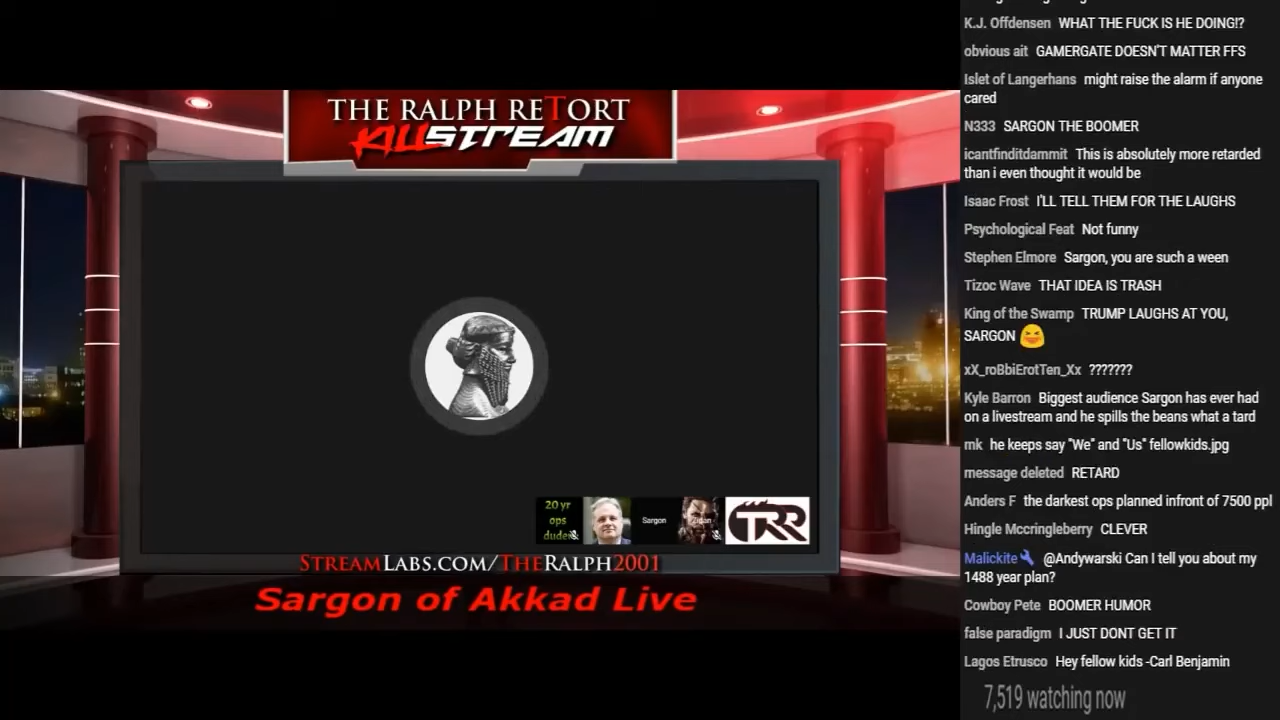 THE RALPH RETORT
KILLSTREAM
20 yr
ops
dude
Sargon
TRR
STREAMLABS.COM/THERALPH2001
Sargon of Akkad Live
K.J. Offdensen WHAT THE FUCK IS HE DOING!?
obvious ait GAMERGATE DOESN'T MATTER FFS
Islet of Langerhans might raise the alarm if anyone
cared
N333 SARGON THE BOOMER
icantfinditdammit This is absolutely more retarded
than i even thought it would be
Isaac Frost I'LL TELL THEM FOR THE LAUGHS
Psychological Feat Not funny
Stephen Elmore Sargon, you are such a ween
Tizoc Wave THAT IDEA IS TRASH
King of the Swamp TRUMP LAUGHS AT YOU,
SARGON
xX_roBbiErotTen_Xx ???????
Kyle Barron Biggest audience Sargon has ever had
on a livestream and he spills the beans what a tard
mk he keeps say "We" and "Us" fellowkids.jpg
message deleted RETARD
Anders F the darkest ops planned infront of 7500 ppl
Hingle Mccringleberry CLEVER
Malickite @Andywarski Can I tell you about my
1488 year plan?
Cowboy Pete BOOMER HUMOR
false paradigm I JUST DONT GET IT
Lagos Etrusco Hey fellow kids -Carl Benjamin
7,519 watching now